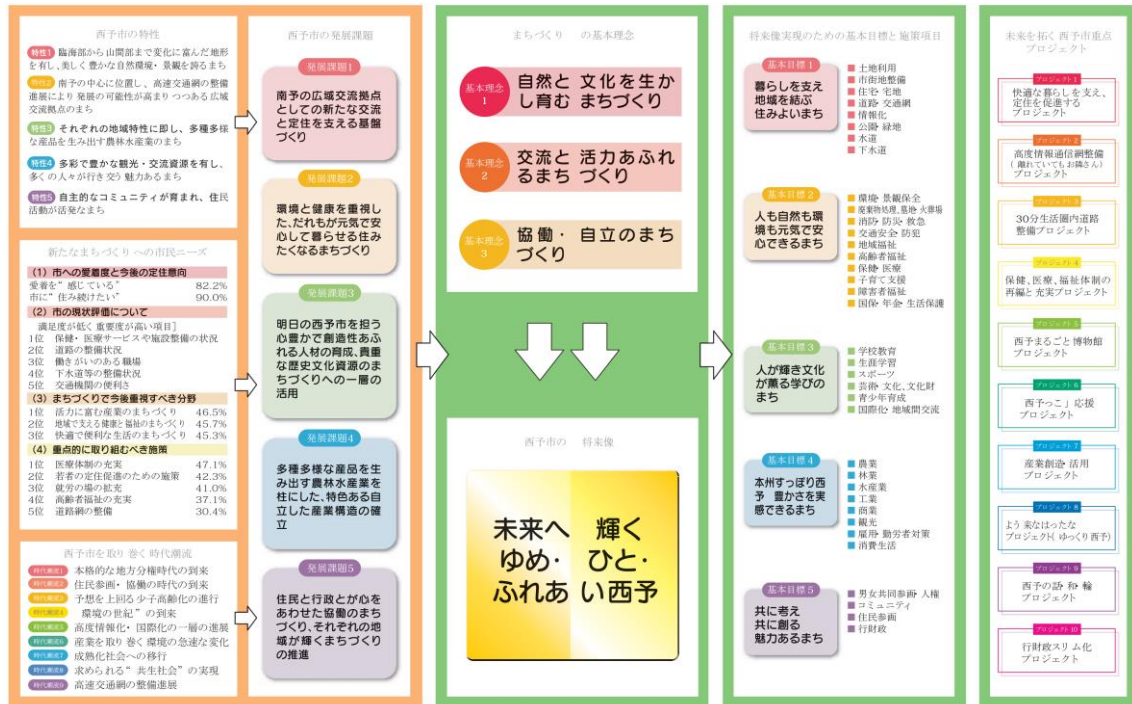 西予市の特性
特性1 臨海部から山間部まで変化に富んだ地形
を有し、美しく豊かな自然環境・景観を誇るまち
特性2 南予の中心に位置し、高速交通網の整備
進展により 発展の可能性が高まり つつある広域
交流拠点のまち
特性3 それぞれの地域特性に即し、多種多様
な産品を生み出す農林水産業のまち
特性4 多彩で豊かな観光・交流資源を有し、
多くの人々が行き交う 魅力あるまち
特性5 自主的なコミュニティが育まれ、住民
活動が活発なまち
新たなまちづくり への市民ニーズ
(1) 市への愛着度と今後の定住意向
愛着を“ 感じている” 82.2%
市に“ 住み続けたい” 90.0%
(2) 市の現状評価について
満足度が低く 重要度が高い項目]
1位 保健・ 医療サービスや施設整備の状況
2位 道路の整備状況
3位 働きがいのある 職場
4位 下水道等の整備状況
5位 交通機関の便利さ
(3) まちづくりで今後重視すべき分野
1位 活力に富む産業のまちづくり 46.5%
2位 地域で支える健康と福祉のまちづくり 45.7%
3位 快適で便利な生活のまちづくり 45.3%
(4) 重点的に取り組むべき施策
1位 医療体制の充実 47.1%
2位 若者の定住促進のための施策 42.3%
3位 就労の場の拡充 41.0%
4位 高齢者福祉の充実 37.1%
5位 道路網の整備 30.4%
西予市を取り 巻く 時代潮流
時代潮流1 本格的な地方分権時代の到来
時代潮流2 住民参画・ 協働の時代の到来
時代潮流3 予想を上回る 少子高齢化の進行
時代潮流4 環境の世紀” の到来
時代潮流5 高度情報化・ 国際化の一層の進展
時代潮流6 産業を取り 巻く 環境の急速な変化
時代潮流7 成熟化社会への移行
時代潮流8 求められる“ 共生社会” の実現
時代潮流9 高速交通網の整備進展
西予市の発展課題
発展課題1
南予の広域交流拠点
としての新たな交流
と定住を支える基盤
づくり
発展課題2
環境と健康を重視し
た、だれもが元気で安
心して暮らせる住み
たくなるまちづくり
発展課題3
明日の西予市を担う
心豊かで創造性あふ
れる人材の育成、貴重
な歴史文化資源の
まちづくりへの一層の
活用
発展課題4
多種多様な産品を生
み出す農林水産業を
柱にした、特色ある自
立した産業構造の確
立
発展課題5
住民と行政とが心を
あわせた協働のまち
づくり、それぞれの地
域が輝くまちづくり
の推進
まちづくり の基本理念
基本理念
1
自然と 文化を生か
し育む まちづくり
基本理念
2
交流と 活力あふれ
るまち づくり
基本理念
3
協働・ 自立のまち
づくり
西予市の 将来像
未来へ 輝く
ゆめ・ ひと・
ふれあ い西予
将来像実現のための基本目標と施策項目
基本目標 1
暮らしを支え
地域を結ぶ
住みよいまち
土地利用
市街地整備
住宅・ 宅地
道路・ 交通網
情報化
公園・ 緑地
水道
下水道
基本目標 2
人も自然も環
境も元気で安
心できるまち
環境・ 景観保全
廃棄物処理、墓地・ 火葬場
消防・ 防災・ 救急
交通安全・ 防犯
地域福祉
高齢者福祉
保健・ 医療
子育て支援
障害者福祉
国保・ 年金・ 生活保護
基本目標 3
人が輝き文化
が薫る学びの
まち
学校教育
生涯学習
スポーツ
芸術・ 文化、文化財
青少年育成
国際化・ 地域間交流
基本目標 4
本州すっぽり西
予 豊かさを実
感できるまち
農業
林業
水産業
工業
商業
観光
雇用・ 勤労者対策
消費生活
基本目標 5
共に考え
共に創る
魅力あるまち
男女共同参画・ 人権
コミュニティ
住民参画
行財政
未来を拓く 西予市重点
プロジェクト
プロジェクト 1
快適な暮らしを支え、
定住を促進する
プロジェクト
プロジェクト 2
高度情報通信網整備
( 離れていてもお隣さん)
プロジェクト
プロジェクト 3
30分生活圏内道路
整備プロジェクト
プロジェクト 4
保健、医療、福祉体制の
再編と 充実プロジェクト
プロジェクト 5
西予まるごと 博物館
プロジェクト
プロジェクト 6
西予っこ」 応援
プロジェクト
プロジェクト 7
産業創造・ 活用
プロジェクト
プロジェクト 8
よう 来なはったな
プロジェクト( ゆっくり 西予)
プロジェクト 9
西予の話・ 和・ 輪
プロジェクト
プロジェクト 10
行財政スリ ム化
プロジェクト